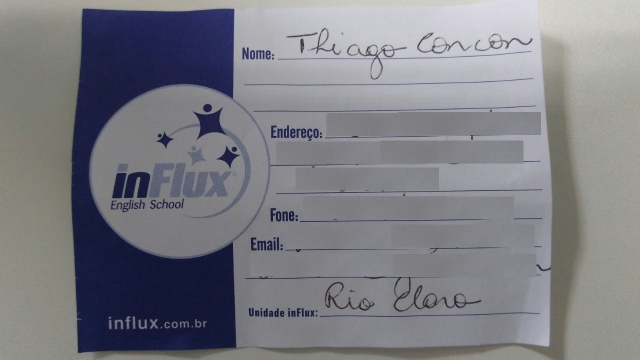 Nome: Thiago Concon
Endereço:
inFlux
English School
Fone:
Email:
Unidade inFlux: Rio Claro
influx.com.br